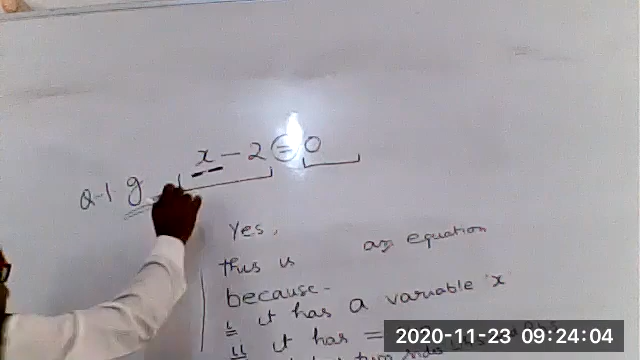 Q-1. g x - 2 = 0
Yes,
this is an equation
because -
i. it has a variable 'x'
ii. it has =
2020-11-23 09:24:04